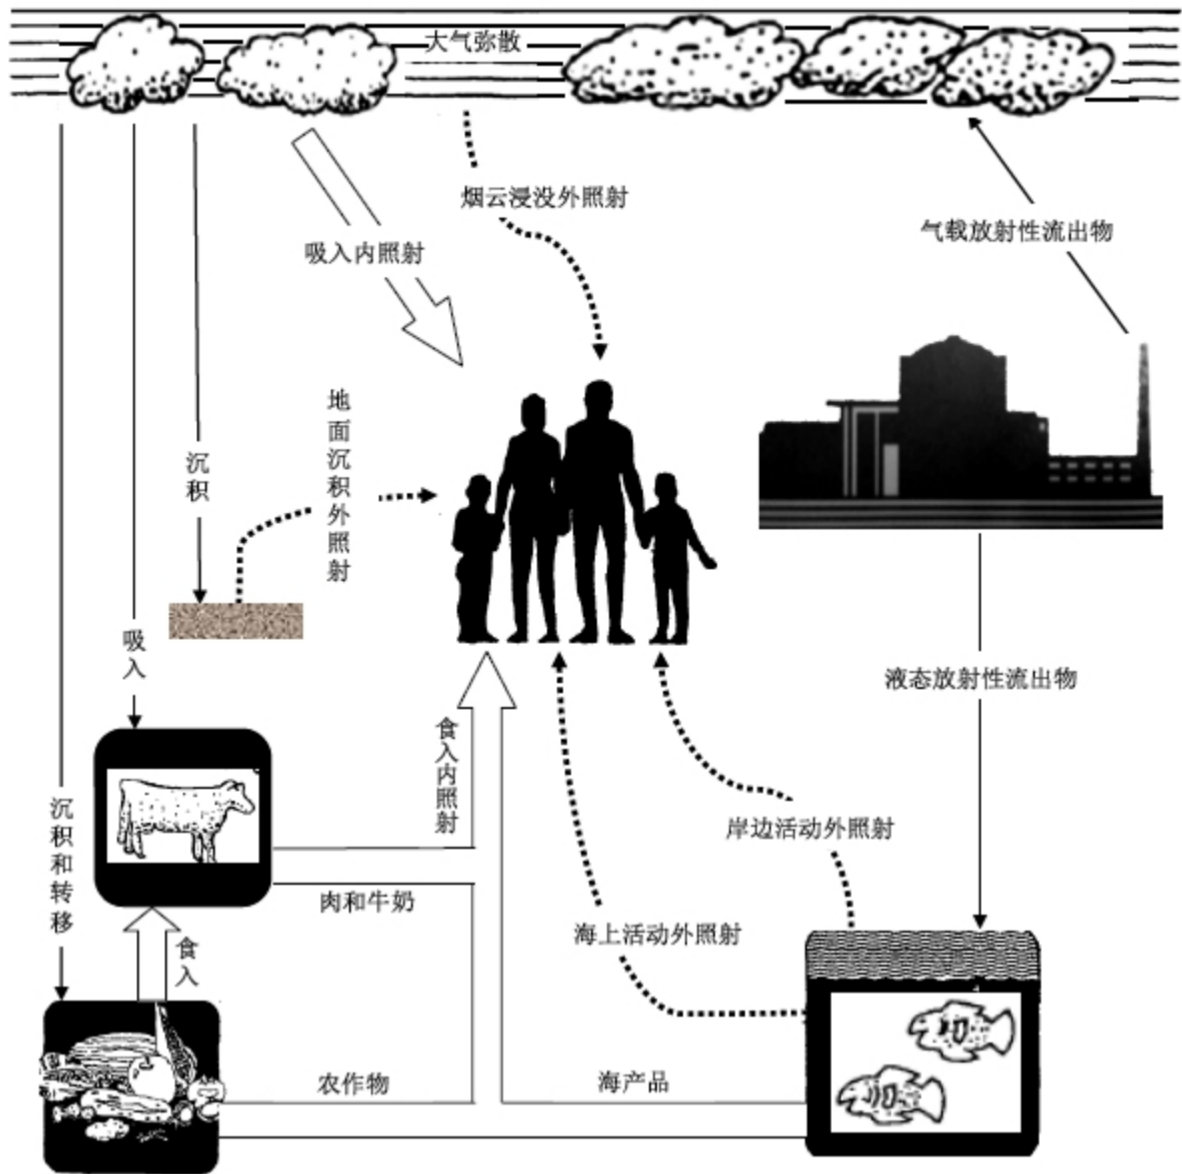 大气弥散
烟云浸没外照射
气载放射性流出物
吸入内照射
地面沉积外照射
沉积
吸入
液态放射性流出物
食入内照射
沉积和转移
岸边活动外照射
肉和牛奶
海上活动外照射
食入
农作物
海产品